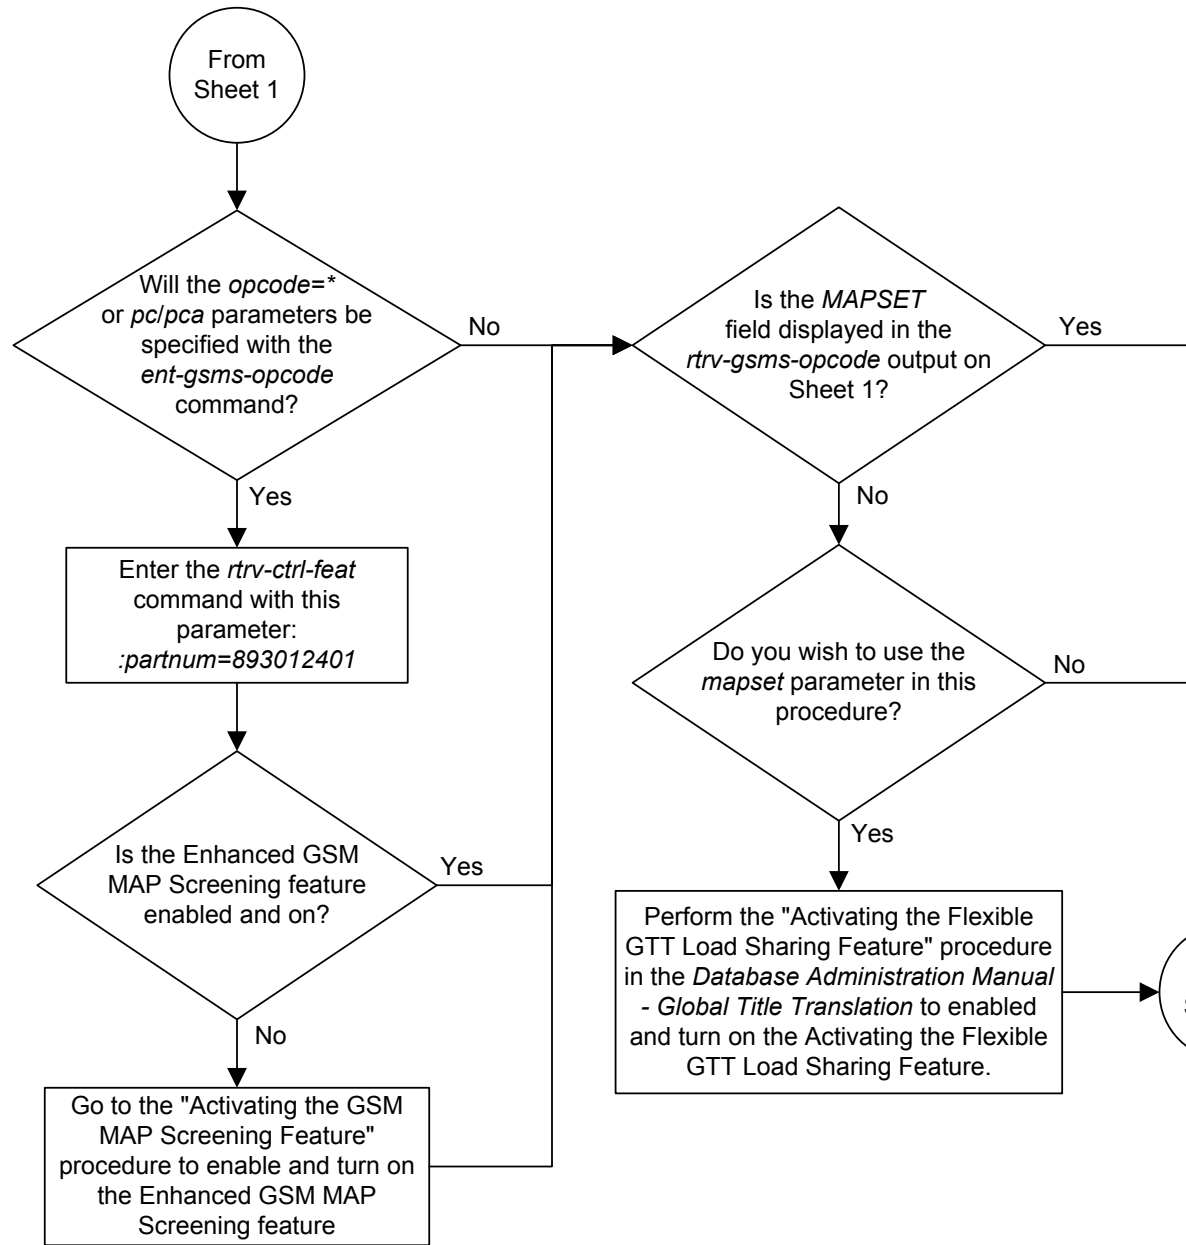 From
Sheet 1
Will the opcode=*
or pc/pca parameters be
specified with the
ent-gsms-opcode
command?
No
Yes
Enter the rtrv-ctrl-feat
command with this
parameter:
:partnum=893012401
Is the Enhanced GSM
MAP Screening feature
enabled and on?
Yes
No
Go to the "Activating the GSM
MAP Screening Feature"
procedure to enable and turn on
the Enhanced GSM MAP
Screening feature
Is the MAPSET
field displayed in the
rtrv-gsms-opcode output on
Sheet 1?
Yes
No
Do you wish to use the
mapset parameter in this
procedure?
No
Yes
Perform the "Activating the Flexible
GTT Load Sharing Feature" procedure
in the Database Administration Manual
- Global Title Translation to enabled
and turn on the Activating the Flexible
GTT Load Sharing Feature.